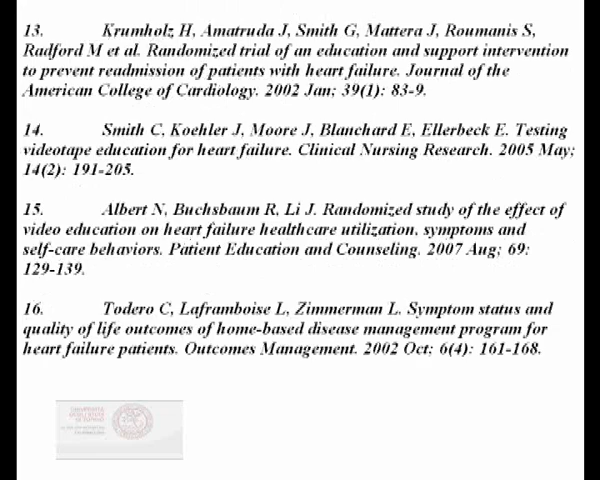 13. Krumholz H, Amatruda J, Smith G, Mattera J, Roumanis S,
Radford M et al. Randomized trial of an education and support intervention
to prevent readmission of patients with heart failure. Journal of the
American College of Cardiology. 2002 Jan; 39(1): 83-9.
14. Smith C, Koehler J, Moore J, Blanchard E, Ellerbeck E. Testing
videotape education for heart failure. Clinical Nursing Research. 2005 May;
14(2): 191-205.
15. Albert N, Buchsbaum R, Li J. Randomized study of the effect of
video education on heart failure healthcare utilization, symptoms and
self-care behaviors. Patient Education and Counseling. 2007 Aug; 69:
129-139.
16. Todero C, Laframboise L, Zimmerman L. Symptom status and
quality of life outcomes of home-based disease management program for
heart failure patients. Outcomes Management. 2002 Oct; 6(4): 161-168.